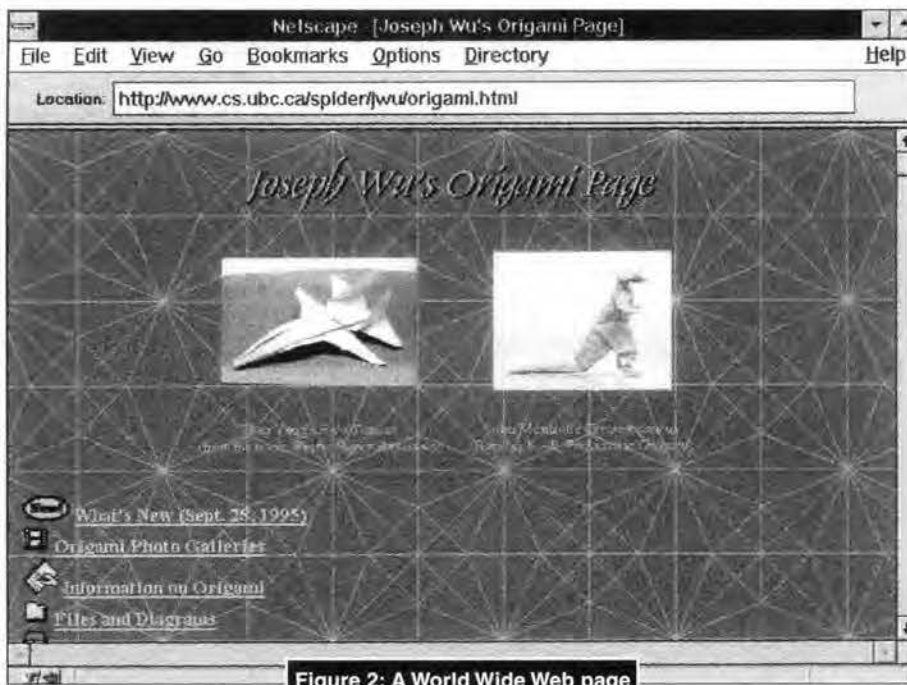 Netscape [Joseph Wu's Origami Page]
File Edit View Go Bookmarks Options Directory Help
Location: http://www.cs.ubc.ca/spider/jwu/origami.html
Joseph Wu's Origami Page
What's New (Sept. 28, 1995)
Origami Photo Galleries
Information on Origami
Files and Diagrams
Figure 2: A World Wide Web page